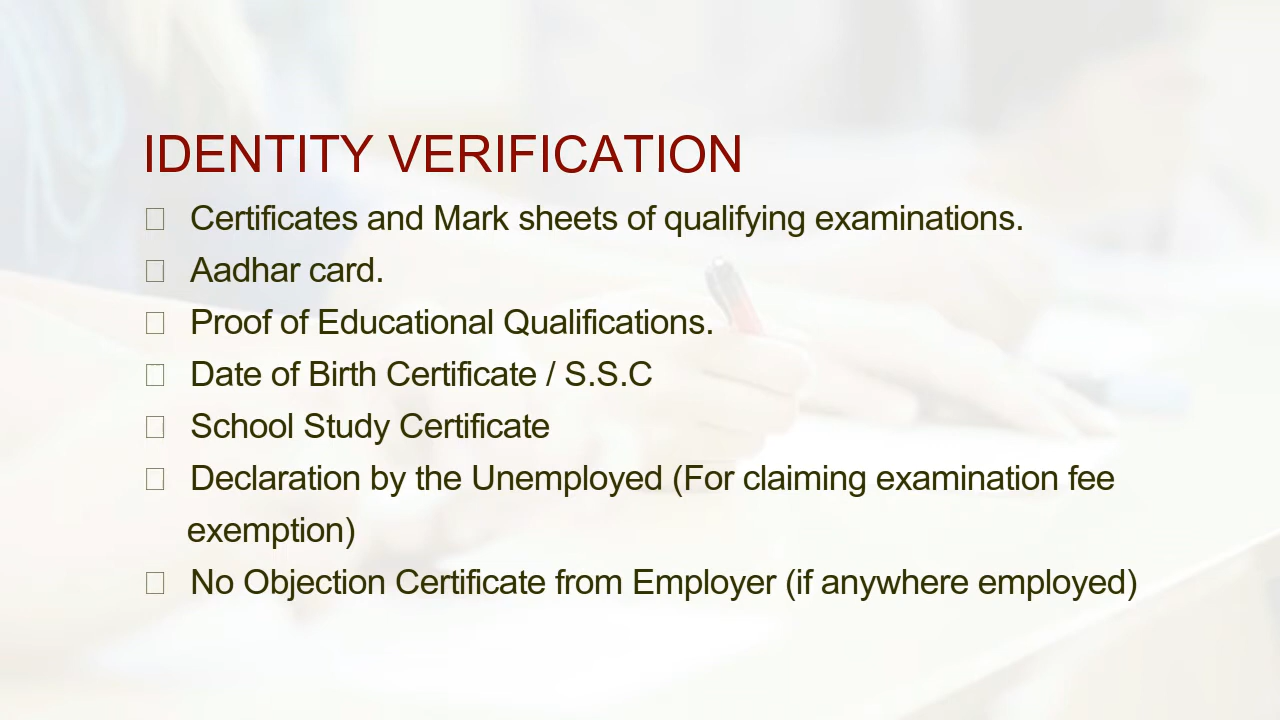 IDENTITY VERIFICATION
□ Certificates and Mark sheets of qualifying examinations.
□ Aadhar card.
□ Proof of Educational Qualifications.
□ Date of Birth Certificate / S.S.C
□ School Study Certificate
□ Declaration by the Unemployed (For claiming examination fee
exemption)
□ No Objection Certificate from Employer (if anywhere employed)